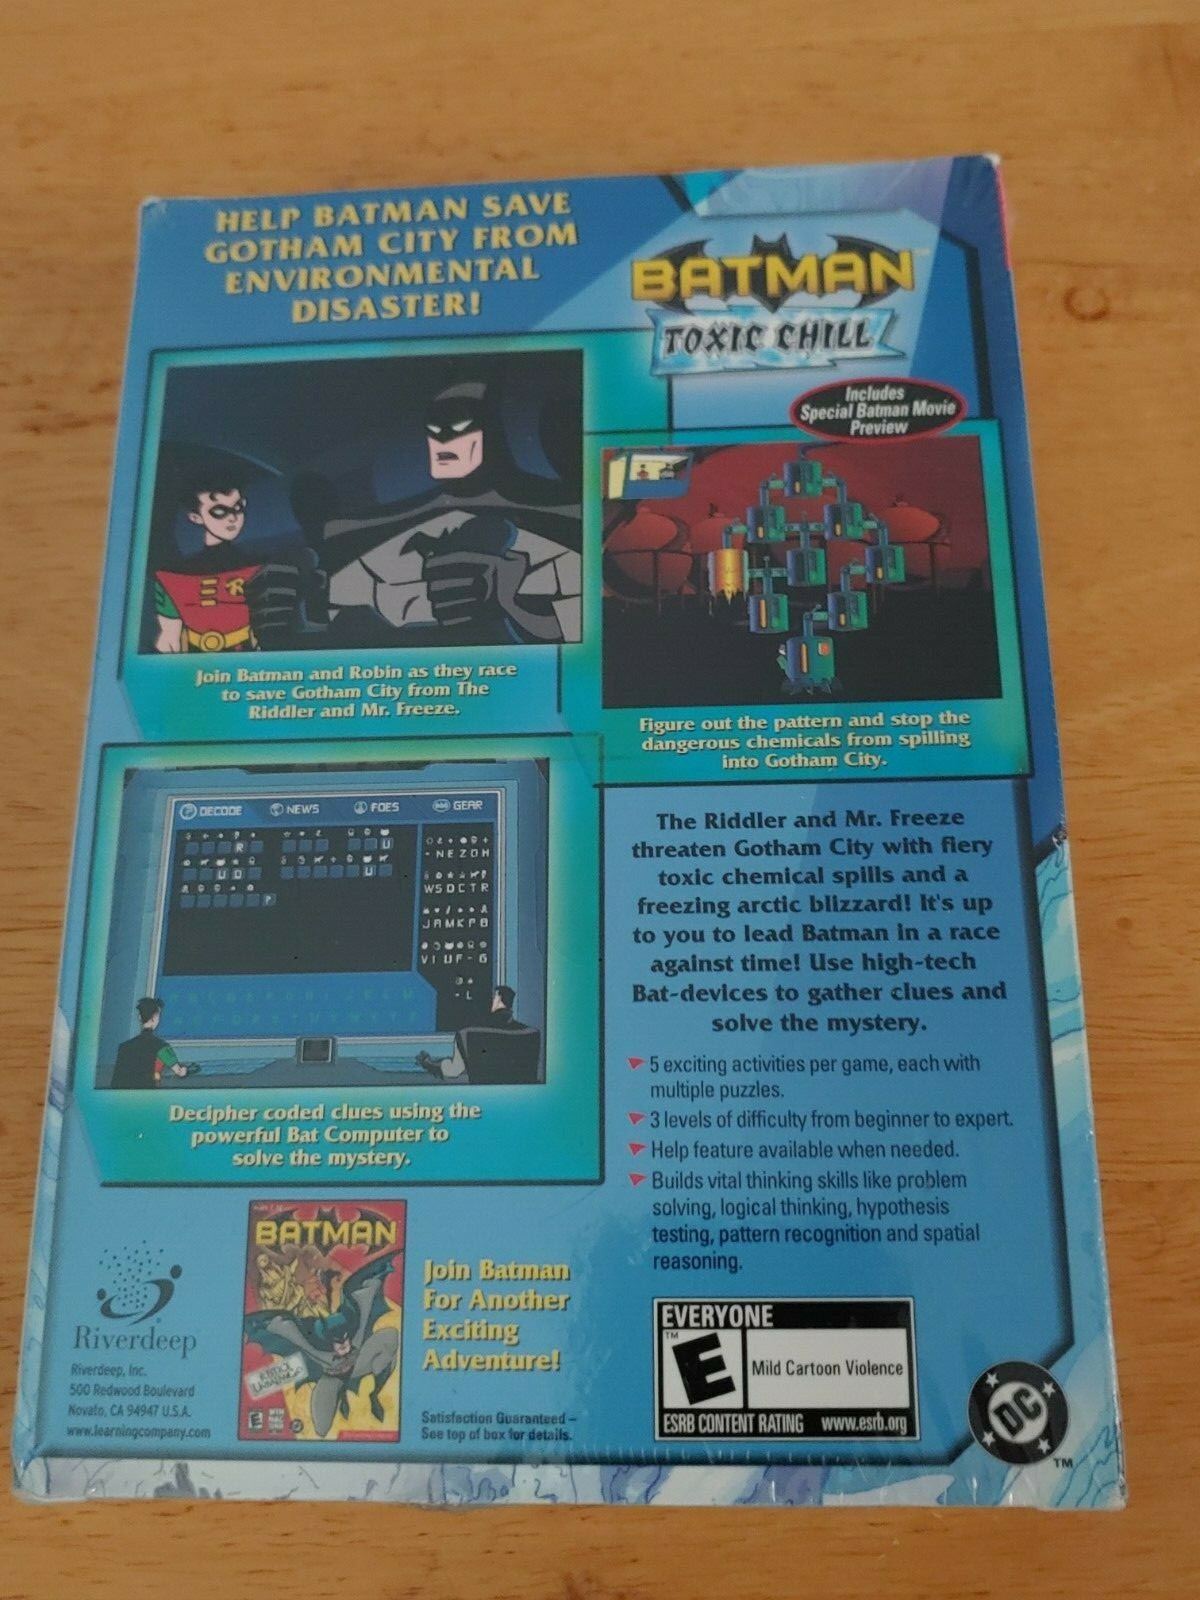 HELP BATMAN SAVE
GOTHAM CITY FROM
ENVIRONMENTAL
DISASTER!
BATMAN™
TOXIC CHILL
Includes
Special Batman Movie
Preview
Join Batman and Robin as they race
to save Gotham City from The
Riddler and Mr. Freeze.
Figure out the pattern and stop the
dangerous chemicals from spilling
into Gotham City.
DECODE NEWS FOES GEAR
R U
U O U
P
- N E Z O H
W S D C T R
J A M K P B
V I U F - G
- L
Decipher coded clues using the
powerful Bat Computer to
solve the mystery.
The Riddler and Mr. Freeze
threaten Gotham City with fiery
toxic chemical spills and a
freezing arctic blizzard! It's up
to you to lead Batman in a race
against time! Use high-tech
Bat-devices to gather clues and
solve the mystery.
5 exciting activities per game, each with
multiple puzzles.
3 levels of difficulty from beginner to expert.
Help feature available when needed.
Builds vital thinking skills like problem
solving, logical thinking, hypothesis
testing, pattern recognition and spatial
reasoning.
Riverdeep
Riverdeep, Inc.
500 Redwood Boulevard
Novato, CA 94947 U.S.A.
www.learningcompany.com
BATMAN
JUSTICE
UNBALANCED
E
Join Batman
For Another
Exciting
Adventure!
Satisfaction Guaranteed –
See top of box for details.
EVERYONE
™
E
Mild Cartoon Violence
ESRB CONTENT RATING www.esrb.org
DC
TM